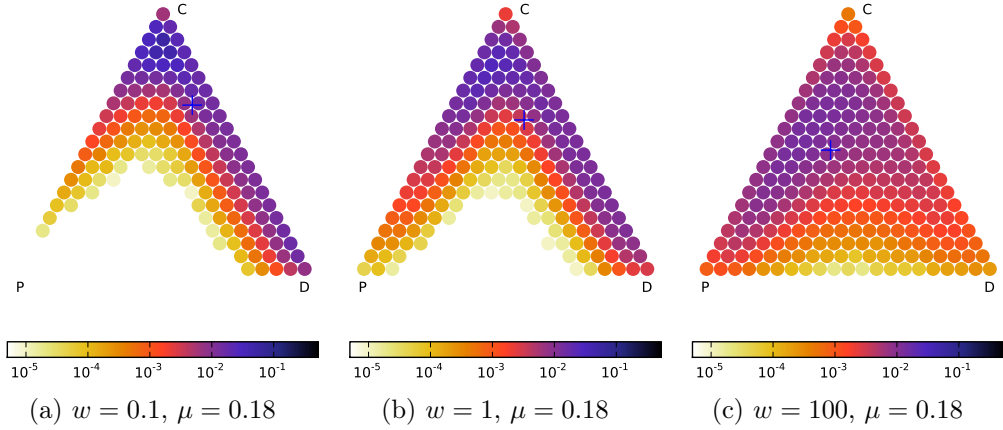 C C C
P D P D P D
10^-5 10^-4 10^-3 10^-2 10^-1 10^-5 10^-4 10^-3 10^-2 10^-1 10^-5 10^-4 10^-3 10^-2 10^-1
(a) w = 0.1, μ = 0.18 (b) w = 1, μ = 0.18 (c) w = 100, μ = 0.18